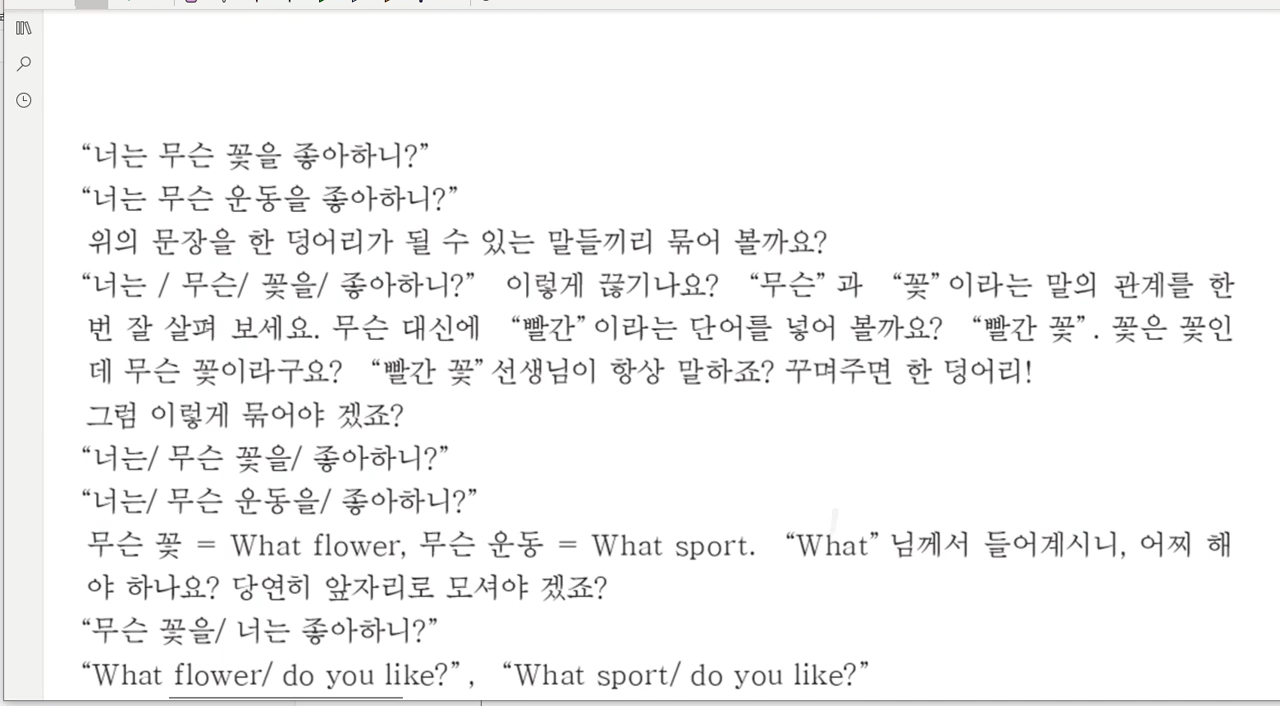 “너는 무슨 꽃을 좋아하니?”
“너는 무슨 운동을 좋아하니?”
위의 문장을 한 덩어리가 될 수 있는 말들끼리 묶어 볼까요?
“너는 / 무슨/ 꽃을/ 좋아하니?” 이렇게 끊기나요? “무슨” 과 “꽃” 이라는 말의 관계를 한
번 잘 살펴 보세요. 무슨 대신에 “빨간” 이라는 단어를 넣어 볼까요? “빨간 꽃” . 꽃은 꽃인
데 무슨 꽃이라구요? “빨간 꽃” 선생님이 항상 말하죠? 꾸며주면 한 덩어리!
그럼 이렇게 묶어야 겠죠?
“너는/ 무슨 꽃을/ 좋아하니?”
“너는/ 무슨 운동을/ 좋아하니?”
무슨 꽃 = What flower, 무슨 운동 = What sport. “What” 님께서 들어계시니, 어찌 해
야 하나요? 당연히 앞자리로 모셔야 겠죠?
“무슨 꽃을/ 너는 좋아하니?”
“What flower/ do you like?” , “What sport/ do you like?”